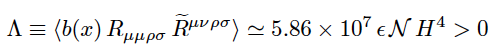 Λ ≡ ⟨b(x) R_{μμρσ} R̃^{μνρσ}⟩ ≃ 5.86 × 10^7 ϵ𝒩 H^4 > 0